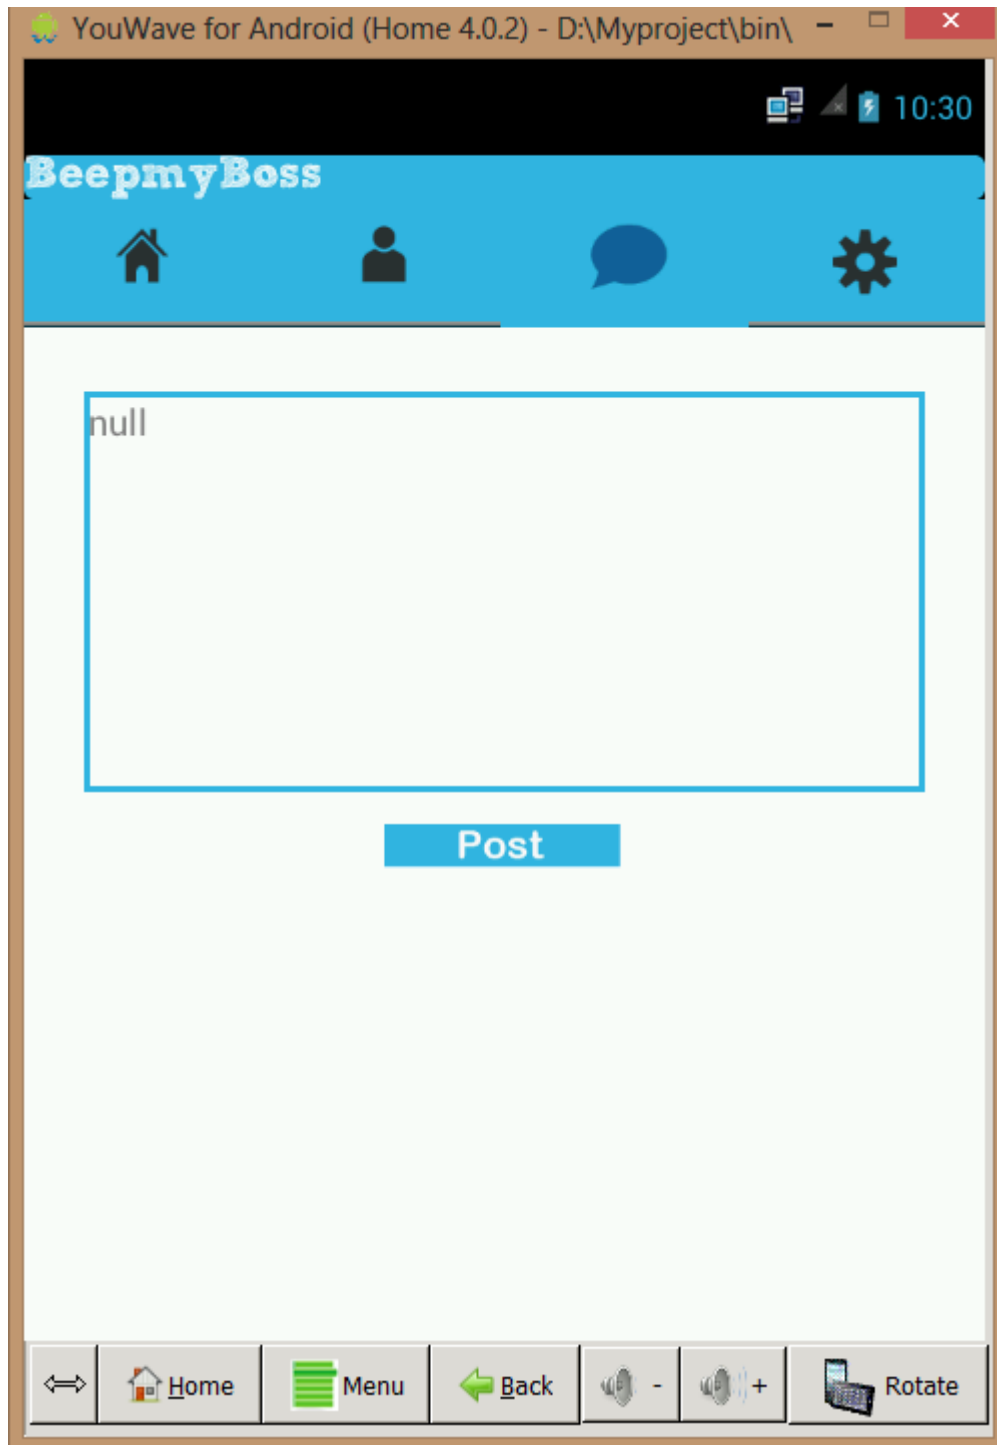 YouWave for Android (Home 4.0.2) - D:\Myproject\bin\
10:30
BeepmyBoss
null
Post
Home Menu Back - + Rotate